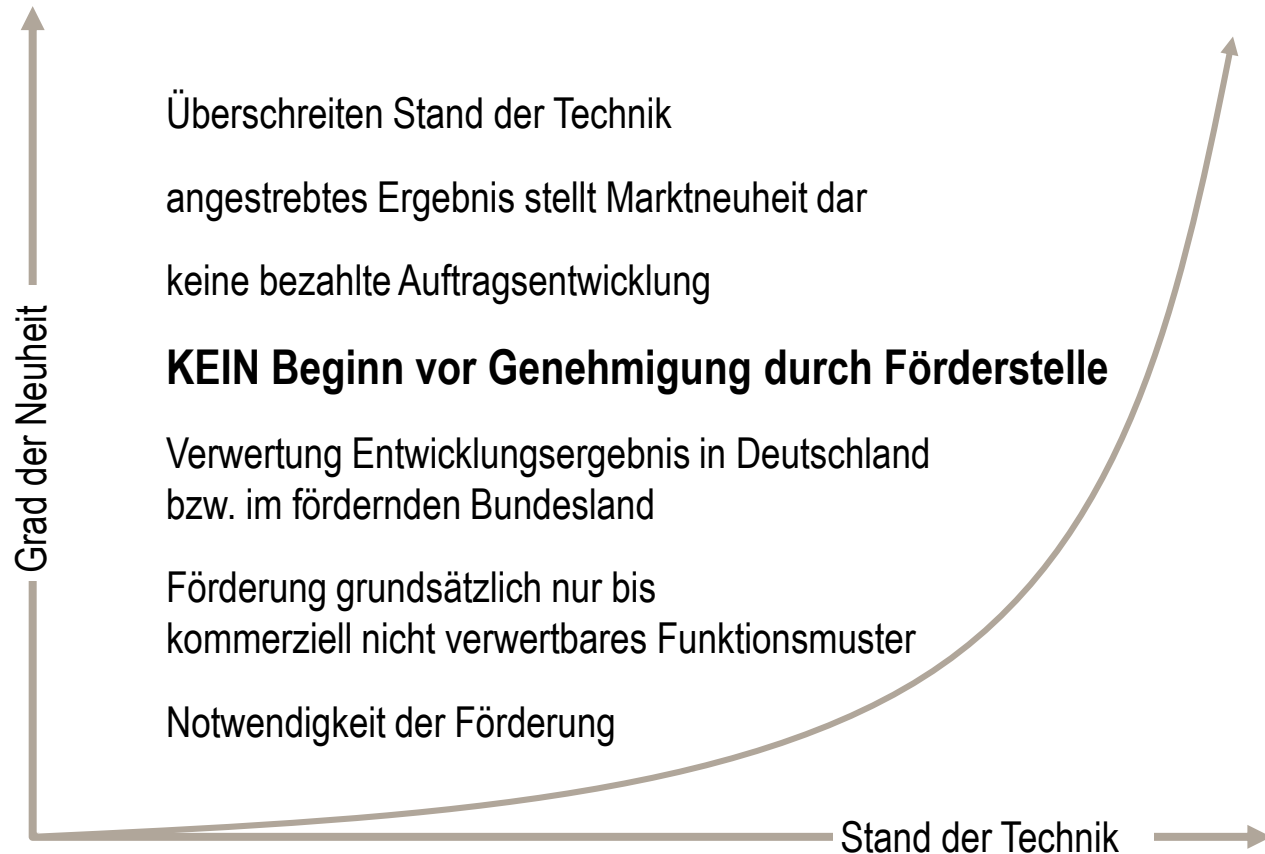 Überschreiten Stand der Technik
angestrebtes Ergebnis stellt Marktneuheit dar
keine bezahlte Auftragsentwicklung
KEIN Beginn vor Genehmigung durch Förderstelle
Verwertung Entwicklungsergebnis in Deutschland
bzw. im fördernden Bundesland
Förderung grundsätzlich nur bis
kommerziell nicht verwertbares Funktionsmuster
Notwendigkeit der Förderung
Grad der Neuheit
Stand der Technik